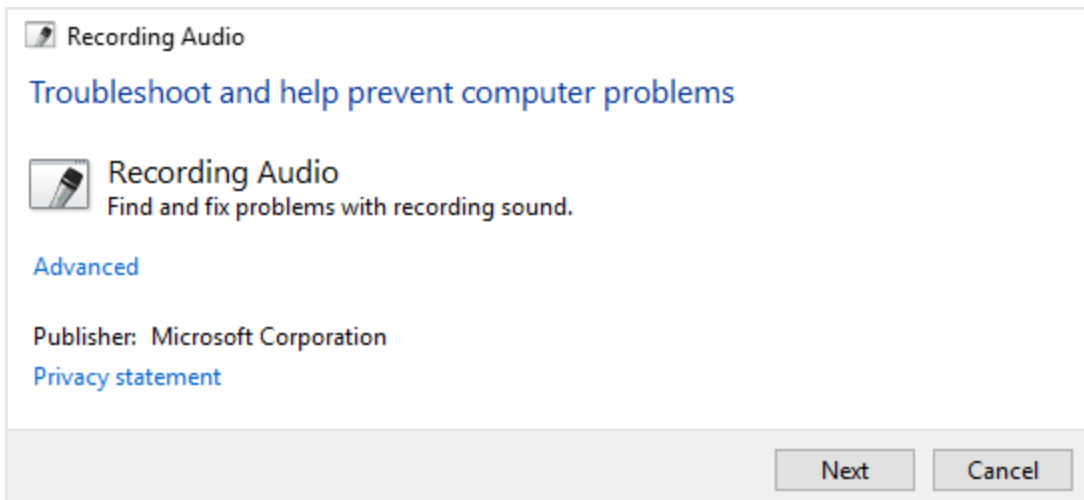 Recording Audio
Troubleshoot and help prevent computer problems
Recording Audio
Find and fix problems with recording sound.
Advanced
Publisher: Microsoft Corporation
Privacy statement
Next Cancel